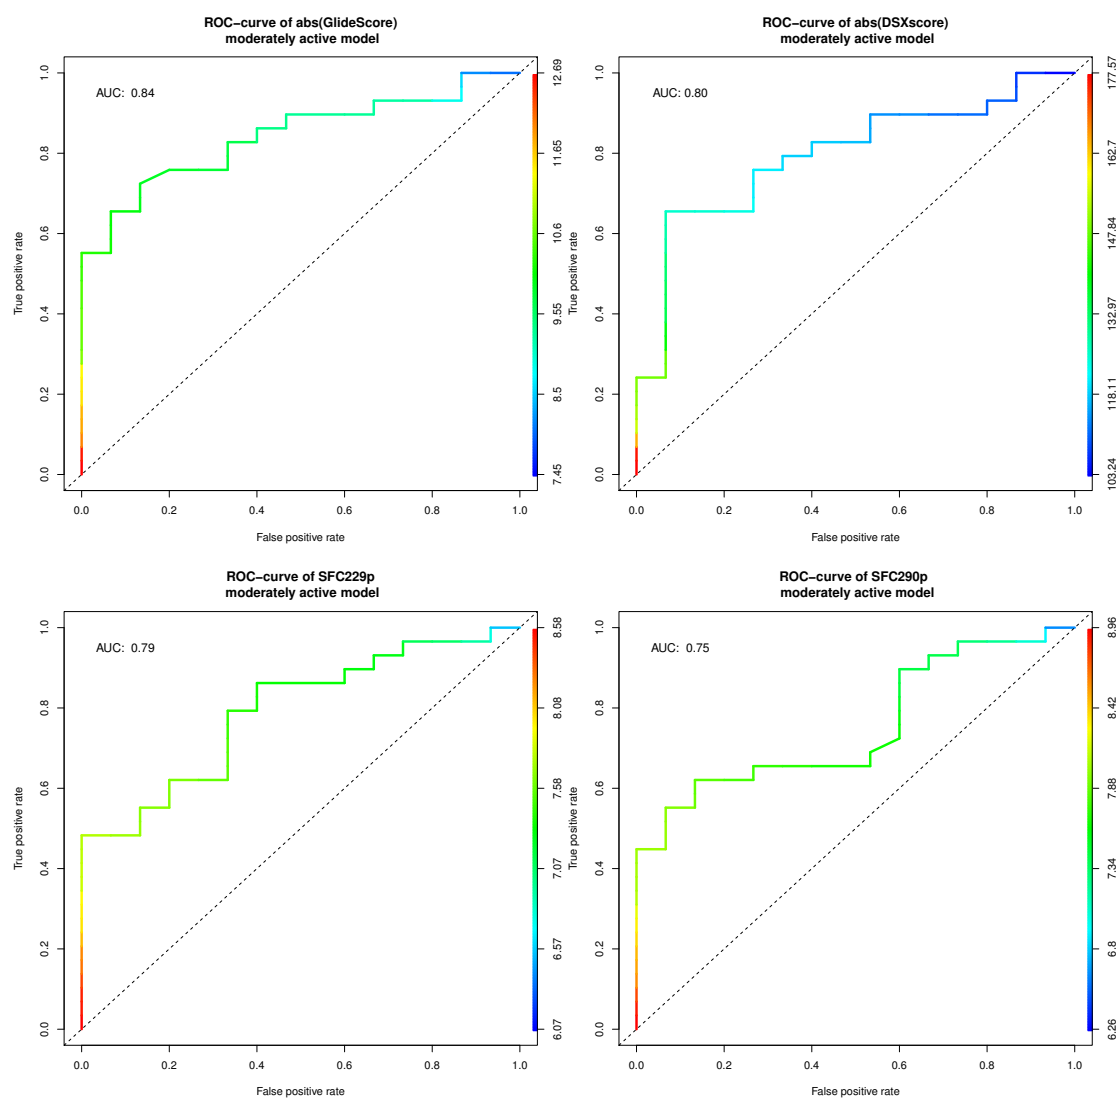 ROC−curve of abs(GlideScore)
moderately active model
AUC: 0.84
True positive rate
0.0 0.2 0.4 0.6 0.8 1.0
0.0 0.2 0.4 0.6 0.8 1.0
False positive rate
7.45 8.5 9.55 10.6 11.65 12.69
ROC−curve of abs(DSXscore)
moderately active model
AUC: 0.80
True positive rate
0.0 0.2 0.4 0.6 0.8 1.0
0.0 0.2 0.4 0.6 0.8 1.0
False positive rate
103.24 118.11 132.97 147.84 162.7 177.57
ROC−curve of SFC229p
moderately active model
AUC: 0.79
True positive rate
0.0 0.2 0.4 0.6 0.8 1.0
0.0 0.2 0.4 0.6 0.8 1.0
False positive rate
6.07 6.57 7.07 7.58 8.08 8.58
ROC−curve of SFC290p
moderately active model
AUC: 0.75
True positive rate
0.0 0.2 0.4 0.6 0.8 1.0
0.0 0.2 0.4 0.6 0.8 1.0
False positive rate
6.26 6.8 7.34 7.88 8.42 8.96